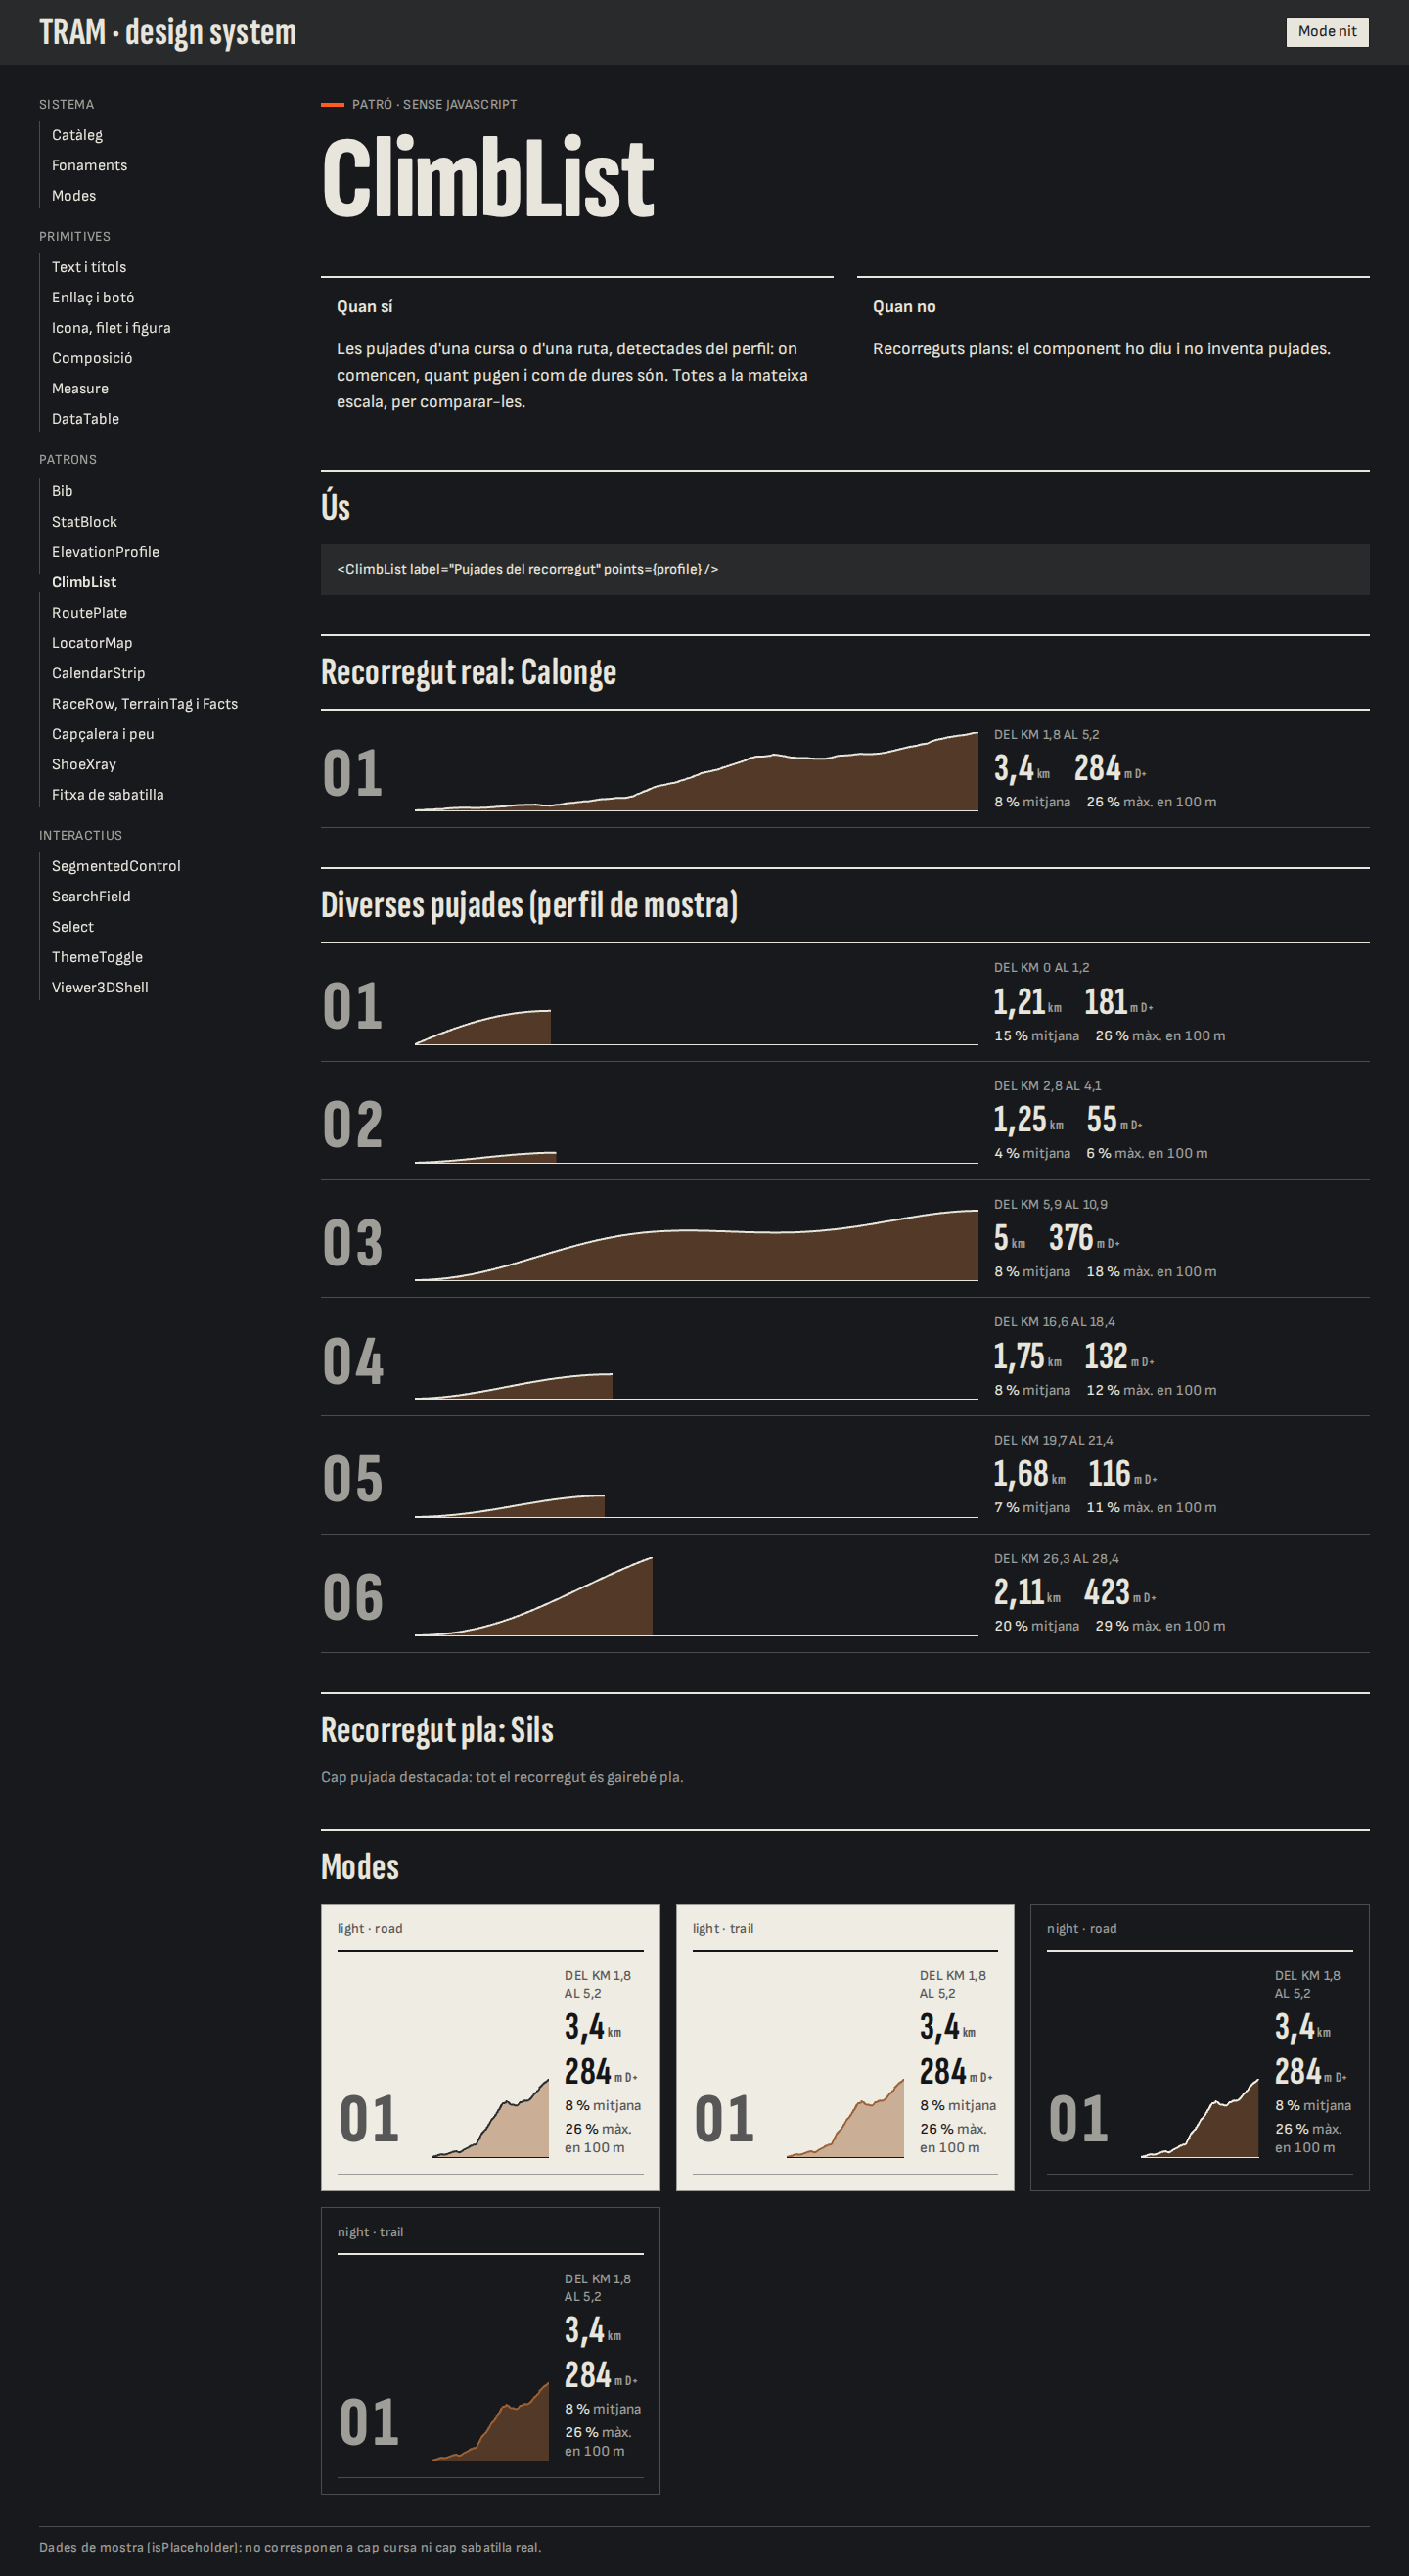 TRAM · design system
Mode nit
SISTEMA
Catàleg
Fonaments
Modes
PRIMITIVES
Text i títols
Enllaç i botó
Icona, filet i figura
Composició
Measure
DataTable
PATRONS
Bib
StatBlock
ElevationProfile
ClimbList
RoutePlate
LocatorMap
CalendarStrip
RaceRow, TerrainTag i Facts
Capçalera i peu
ShoeXray
Fitxa de sabatilla
INTERACTIUS
SegmentedControl
SearchField
Select
ThemeToggle
Viewer3DShell
PATRÓ · SENSE JAVASCRIPT
ClimbList
Quan sí
Les pujades d'una cursa o d'una ruta, detectades del perfil: on
comencen, quant pugen i com de dures són. Totes a la mateixa
escala, per comparar-les.
Quan no
Recorreguts plans: el component ho diu i no inventa pujades.
Ús
<ClimbList label="Pujades del recorregut" points={profile} />
Recorregut real: Calonge
01
DEL KM 1,8 AL 5,2
3,4 km 284 m D+
8 % mitjana 26 % màx. en 100 m
Diverses pujades (perfil de mostra)
01
DEL KM 0 AL 1,2
1,21 km 181 m D+
15 % mitjana 26 % màx. en 100 m
02
DEL KM 2,8 AL 4,1
1,25 km 55 m D+
4 % mitjana 6 % màx. en 100 m
03
DEL KM 5,9 AL 10,9
5 km 376 m D+
8 % mitjana 18 % màx. en 100 m
04
DEL KM 16,6 AL 18,4
1,75 km 132 m D+
8 % mitjana 12 % màx. en 100 m
05
DEL KM 19,7 AL 21,4
1,68 km 116 m D+
7 % mitjana 11 % màx. en 100 m
06
DEL KM 26,3 AL 28,4
2,11 km 423 m D+
20 % mitjana 29 % màx. en 100 m
Recorregut pla: Sils
Cap pujada destacada: tot el recorregut és gairebé pla.
Modes
light · road
01
DEL KM 1,8
AL 5,2
3,4 km
284 m D+
8 % mitjana
26 % màx.
en 100 m
light · trail
01
DEL KM 1,8
AL 5,2
3,4 km
284 m D+
8 % mitjana
26 % màx.
en 100 m
night · road
01
DEL KM 1,8
AL 5,2
3,4 km
284 m D+
8 % mitjana
26 % màx.
en 100 m
night · trail
01
DEL KM 1,8
AL 5,2
3,4 km
284 m D+
8 % mitjana
26 % màx.
en 100 m
Dades de mostra (isPlaceholder): no corresponen a cap cursa ni cap sabatilla real.